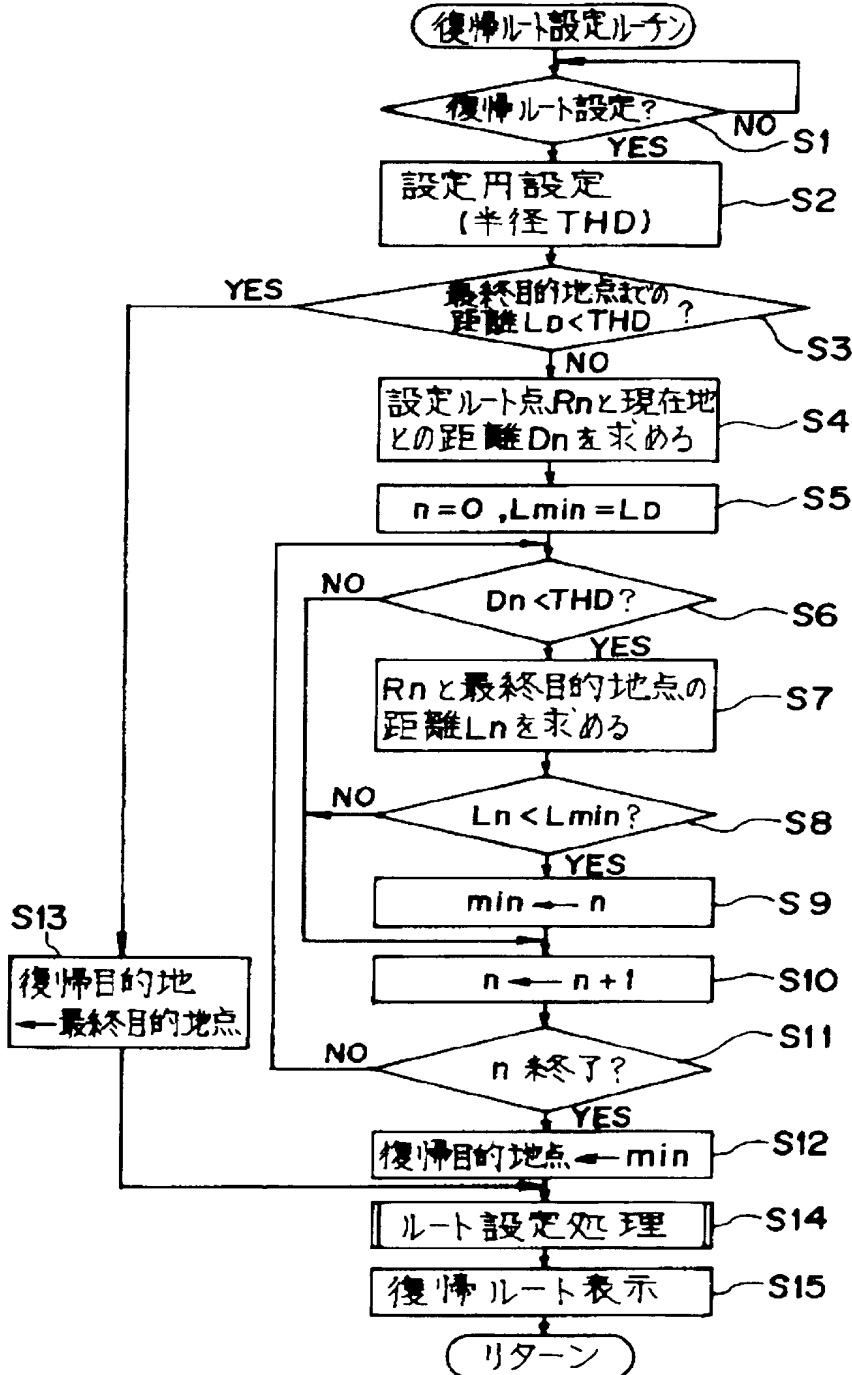 復帰ルート設定ルーチン
復帰ルート設定?
NO
S1
YES
設定円設定
(半径THD)
S2
YES
最終目的地点までの
距離LD<THD ?
S3
NO
設定ルート点Rnと現在地
との距離Dnを求める
S4
n=0 ,Lmin=LD
S5
NO
Dn<THD?
S6
YES
Rnと最終目的地点の
距離Lnを求める
S7
NO
Ln<Lmin?
S8
YES
min ← n
S9
S13
復帰目的地
←最終目的地点
n ← n+1
S10
NO
n 終了?
S11
YES
復帰目的地点 ← min
S12
ルート設定処理
S14
復帰ルート表示
S15
リターン